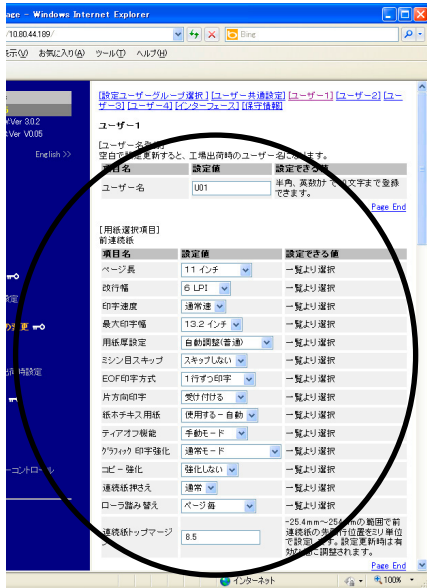 age - Windows Internet Explorer
/10.80.44.189/
Bing
表示(V) お気に入り(A) ツール(T) ヘルプ(H)
[設定ユーザーグループ選択] [ユーザー共通設定] [ユーザー1] [ユーザー2] [ユーザー3] [ユーザー4] [インターフェース] [保守情報]
Ver 3.0.2
Ver V0.05
English >>
ユーザー1
[ユーザー名登録]
空白で設定更新すると、工場出荷時のユーザー名になります。
項目名 設定値 設定できる値
ユーザー名 U01 半角、英数カナで 文字まで登録できます。
Page End
[用紙選択項目]
前連続紙
項目名 設定値 設定できる値
ページ長 11 インチ 一覧より選択
改行幅 6 LPI 一覧より選択
印字速度 通常速 一覧より選択
最大印字幅 13.2 インチ 一覧より選択
用紙厚設定 自動調整(普通) 一覧より選択
ミシン目スキップ スキップしない 一覧より選択
EOF印字方式 1行ずつ印字 一覧より選択
片方向印字 受け付ける 一覧より選択
紙ホチキス用紙 使用する - 自動 一覧より選択
ティアオフ機能 手動モード 一覧より選択
グラフィック 印字強化 通常モード 一覧より選択
コピー強化 強化しない 一覧より選択
連続紙押さえ 通常 一覧より選択
ローラ踏み替え ページ毎 一覧より選択
連続紙トップマージ 8.5 -25.4mm~254mmの範囲で前連続紙の先頭行位置をミリ単位で設定します。設定更新時は有効な値に調整されます。
Page End
インターネット 100%